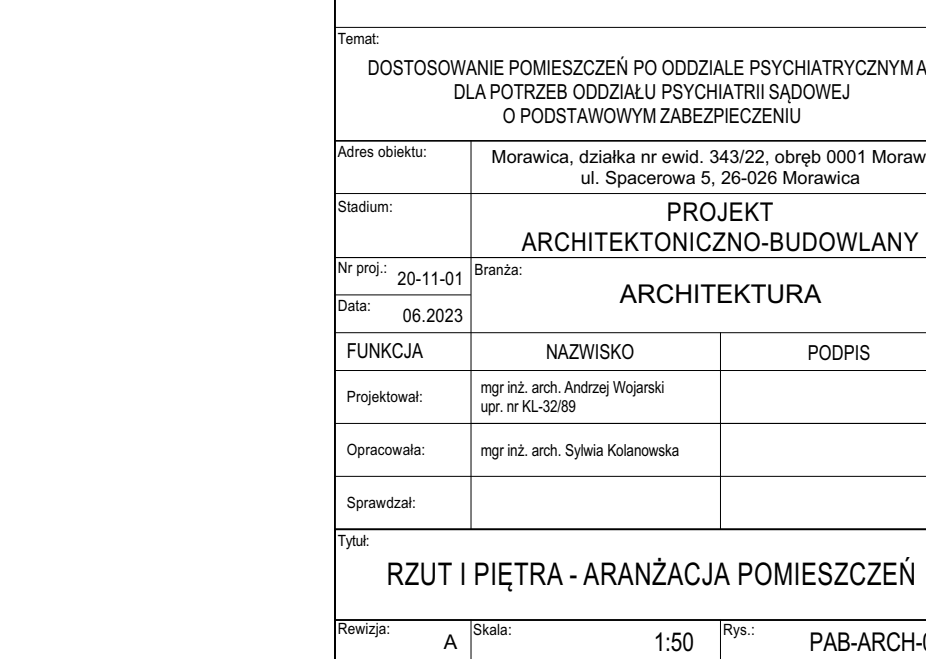 Temat:
DOSTOSOWANIE POMIESZCZEŃ PO ODDZIALE PSYCHIATRYCZNYM A
DLA POTRZEB ODDZIAŁU PSYCHIATRII SĄDOWEJ
O PODSTAWOWYM ZABEZPIECZENIU
Adres obiektu:
Morawica, działka nr ewid. 343/22, obręb 0001 Moraw
ul. Spacerowa 5, 26-026 Morawica
Stadium:
PROJEKT
ARCHITEKTONICZNO-BUDOWLANY
Nr proj.: 20-11-01
Branża:
ARCHITEKTURA
Data: 06.2023
FUNKCJA NAZWISKO PODPIS
Projektował:
mgr inż. arch. Andrzej Wojarski
upr. nr KL-32/89
Opracowała: mgr inż. arch. Sylwia Kolanowska
Sprawdzał:
Tytuł:
RZUT I PIĘTRA - ARANŻACJA POMIESZCZEŃ
Rewizja: A Skala: 1:50 Rys.: PAB-ARCH-0